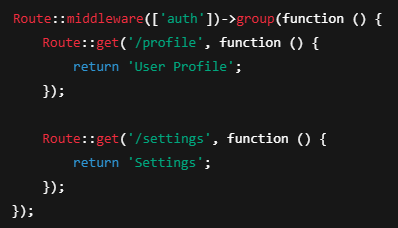 Route::middleware(['auth'])->group(function () {
    Route::get('/profile', function () {
        return 'User Profile';
    });

    Route::get('/settings', function () {
        return 'Settings';
    });
});